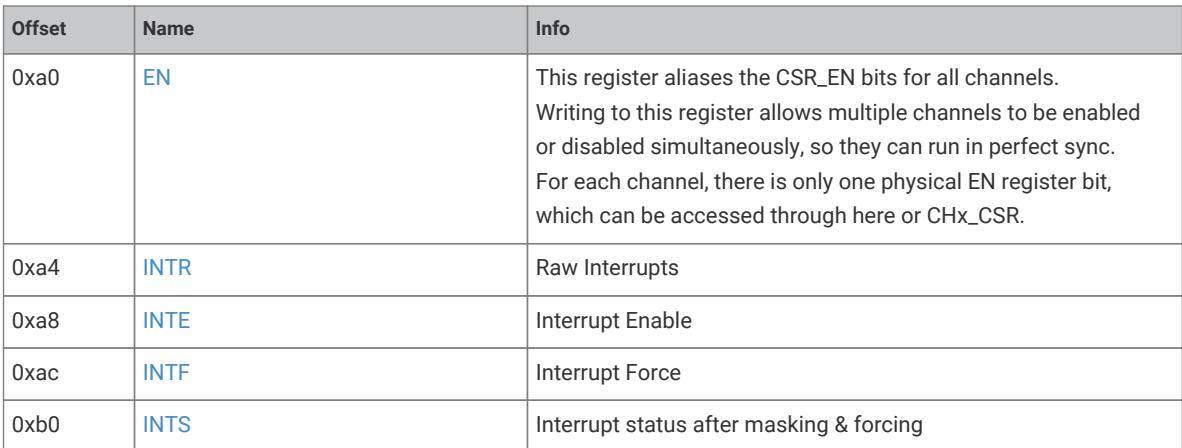 Offset Name Info
0xa0 EN This register aliases the CSR_EN bits for all channels.
Writing to this register allows multiple channels to be enabled
or disabled simultaneously, so they can run in perfect sync.
For each channel, there is only one physical EN register bit,
which can be accessed through here or CHx_CSR.
0xa4 INTR Raw Interrupts
0xa8 INTE Interrupt Enable
0xac INTF Interrupt Force
0xb0 INTS Interrupt status after masking & forcing